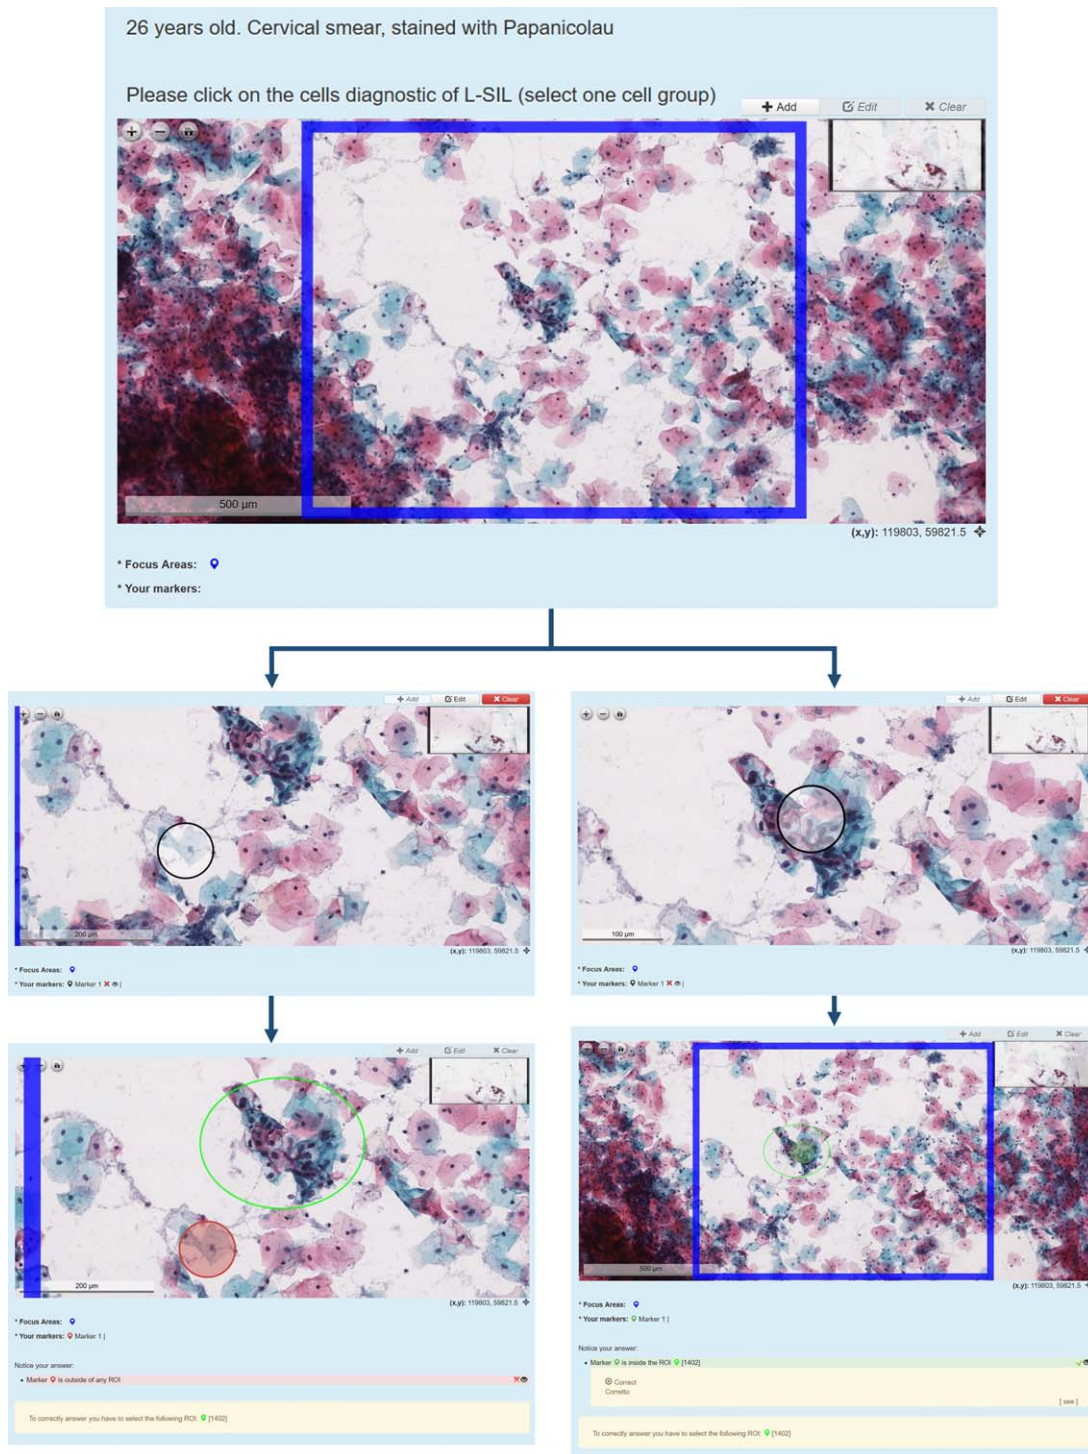 26 years old. Cervical smear, stained with Papanicolau
Please click on the cells diagnostic of L-SIL (select one cell group)
Add Edit Clear
500 µm
(x,y): 119803, 59821.5
* Focus Areas:
* Your markers:
Add Edit Clear
200 µm
(x,y): 119803, 59821.5
* Focus Areas:
* Your markers: Marker 1 |
Add Edit Clear
100 µm
(x,y): 119803, 59821.5
* Focus Areas:
* Your markers: Marker 1 |
Add Edit Clear
200 µm
(x,y): 119803, 59821.5
* Focus Areas:
* Your markers: Marker 1 |
Notice your answer:
• Marker is outside of any ROI
To correctly answer you have to select the following ROI: [1402]
Add Edit Clear
500 µm
(x,y): 119803, 59821.5
* Focus Areas:
* Your markers: Marker 1 |
Notice your answer:
• Marker is inside the ROI [1402]
Correct
Corretto
[ see ]
To correctly answer you have to select the following ROI: [1402]